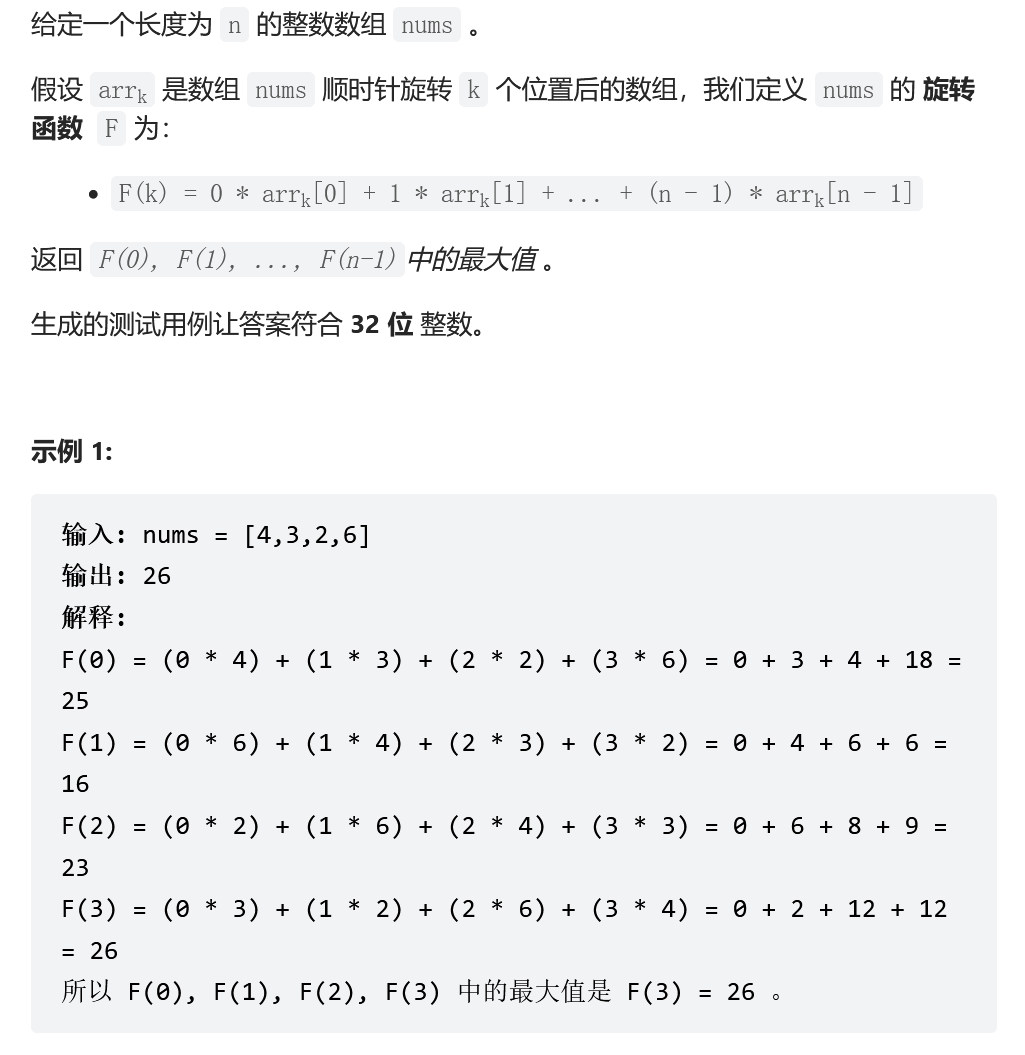 给定一个长度为 n 的整数数组 nums 。
假设 arrk 是数组 nums 顺时针旋转 k 个位置后的数组，我们定义 nums 的 旋转
函数 F 为：
• F(k) = 0 * arrk[0] + 1 * arrk[1] + ... + (n - 1) * arrk[n - 1]
返回 F(0), F(1), ..., F(n-1) 中的最大值 。
生成的测试用例让答案符合 32 位 整数。
示例 1:
输入: nums = [4,3,2,6]
输出: 26
解释:
F(0) = (0 * 4) + (1 * 3) + (2 * 2) + (3 * 6) = 0 + 3 + 4 + 18 =
25
F(1) = (0 * 6) + (1 * 4) + (2 * 3) + (3 * 2) = 0 + 4 + 6 + 6 =
16
F(2) = (0 * 2) + (1 * 6) + (2 * 4) + (3 * 3) = 0 + 6 + 8 + 9 =
23
F(3) = (0 * 3) + (1 * 2) + (2 * 6) + (3 * 4) = 0 + 2 + 12 + 12
= 26
所以 F(0), F(1), F(2), F(3) 中的最大值是 F(3) = 26 。